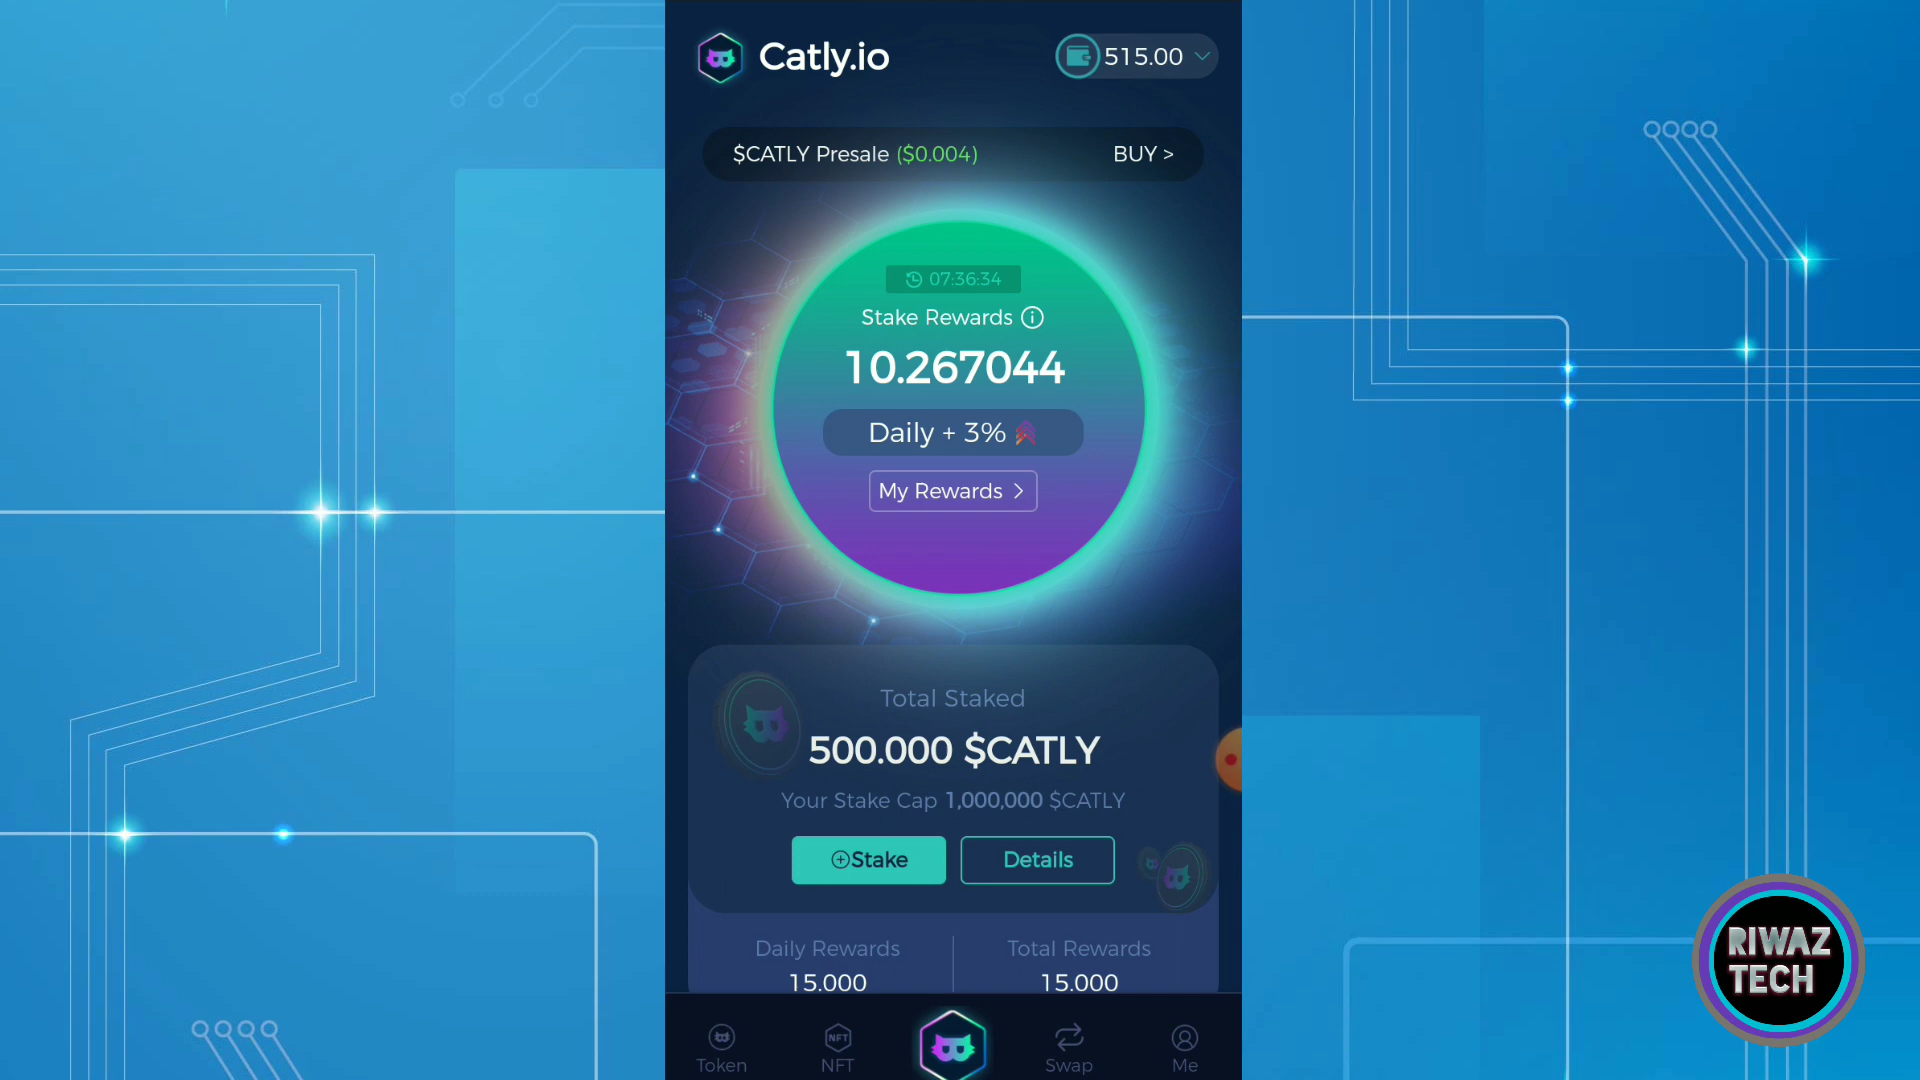 Catly.io
515.00
$CATLY Presale ($0.004)
BUY >
07:36:34
Stake Rewards
10.267044
Daily + 3%
My Rewards >
Total Staked
500.000 $CATLY
Your Stake Cap 1,000,000 $CATLY
Stake
Details
Daily Rewards
Total Rewards
15.000
15.000
Token
NFT
NFT
Swap
Me
RIWAZ
TECH